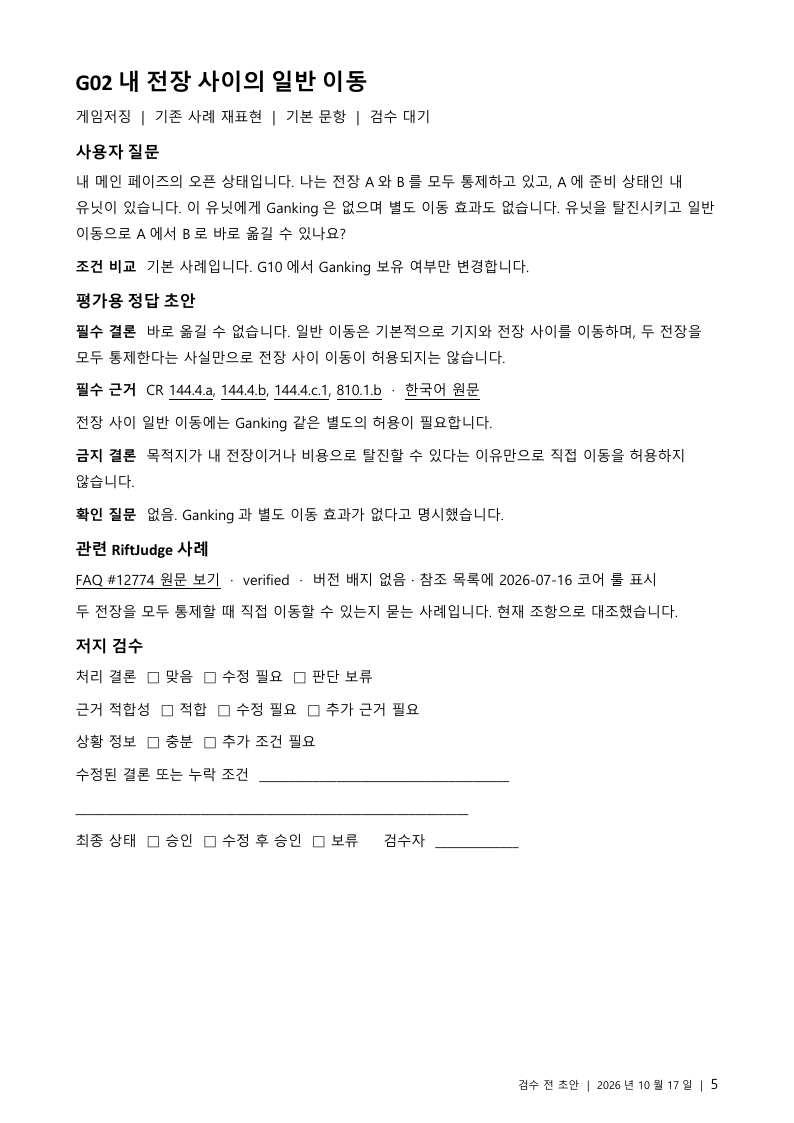 G02 내 전장 사이의 일반 이동
게임저징 | 기존 사례 재표현 | 기본 문항 | 검수 대기
사용자 질문
내 메인 페이즈의 오픈 상태입니다. 나는 전장 A 와 B 를 모두 통제하고 있고, A 에 준비 상태인 내
유닛이 있습니다. 이 유닛에게 Ganking 은 없으며 별도 이동 효과도 없습니다. 유닛을 탈진시키고 일반
이동으로 A 에서 B 로 바로 옮길 수 있나요?
조건 비교 기본 사례입니다. G10 에서 Ganking 보유 여부만 변경합니다.
평가용 정답 초안
필수 결론 바로 옮길 수 없습니다. 일반 이동은 기본적으로 기지와 전장 사이를 이동하며, 두 전장을
모두 통제한다는 사실만으로 전장 사이 이동이 허용되지는 않습니다.
필수 근거 CR 144.4.a, 144.4.b, 144.4.c.1, 810.1.b · 한국어 원문
전장 사이 일반 이동에는 Ganking 같은 별도의 허용이 필요합니다.
금지 결론 목적지가 내 전장이거나 비용으로 탈진할 수 있다는 이유만으로 직접 이동을 허용하지
않습니다.
확인 질문 없음. Ganking 과 별도 이동 효과가 없다고 명시했습니다.
관련 RiftJudge 사례
FAQ #12774 원문 보기 · verified · 버전 배지 없음 · 참조 목록에 2026-07-16 코어 룰 표시
두 전장을 모두 통제할 때 직접 이동할 수 있는지 묻는 사례입니다. 현재 조항으로 대조했습니다.
저지 검수
처리 결론 □ 맞음 □ 수정 필요 □ 판단 보류
근거 적합성 □ 적합 □ 수정 필요 □ 추가 근거 필요
상황 정보 □ 충분 □ 추가 조건 필요
수정된 결론 또는 누락 조건 ______________________________
_______________________________________________
최종 상태 □ 승인 □ 수정 후 승인 □ 보류 검수자 __________
검수 전 초안 | 2026 년 10 월 17 일 | 5